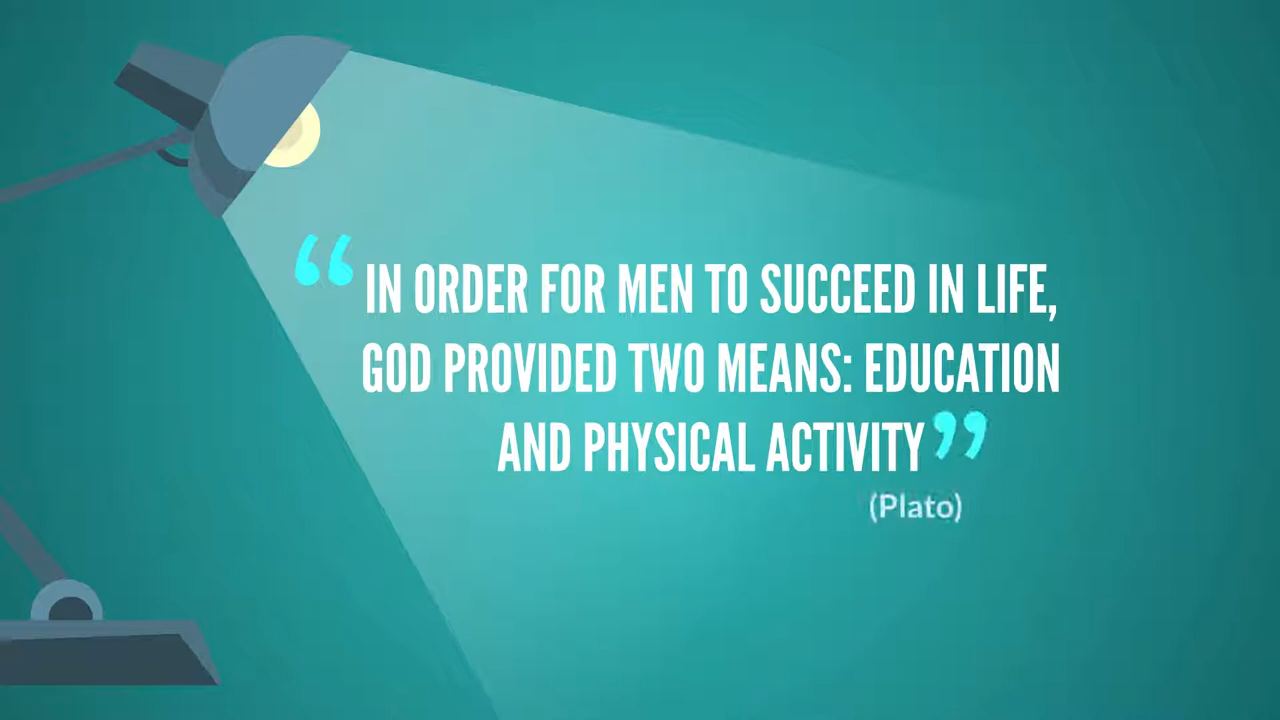 “IN ORDER FOR MEN TO SUCCEED IN LIFE,
GOD PROVIDED TWO MEANS: EDUCATION
AND PHYSICAL ACTIVITY”
(Plato)